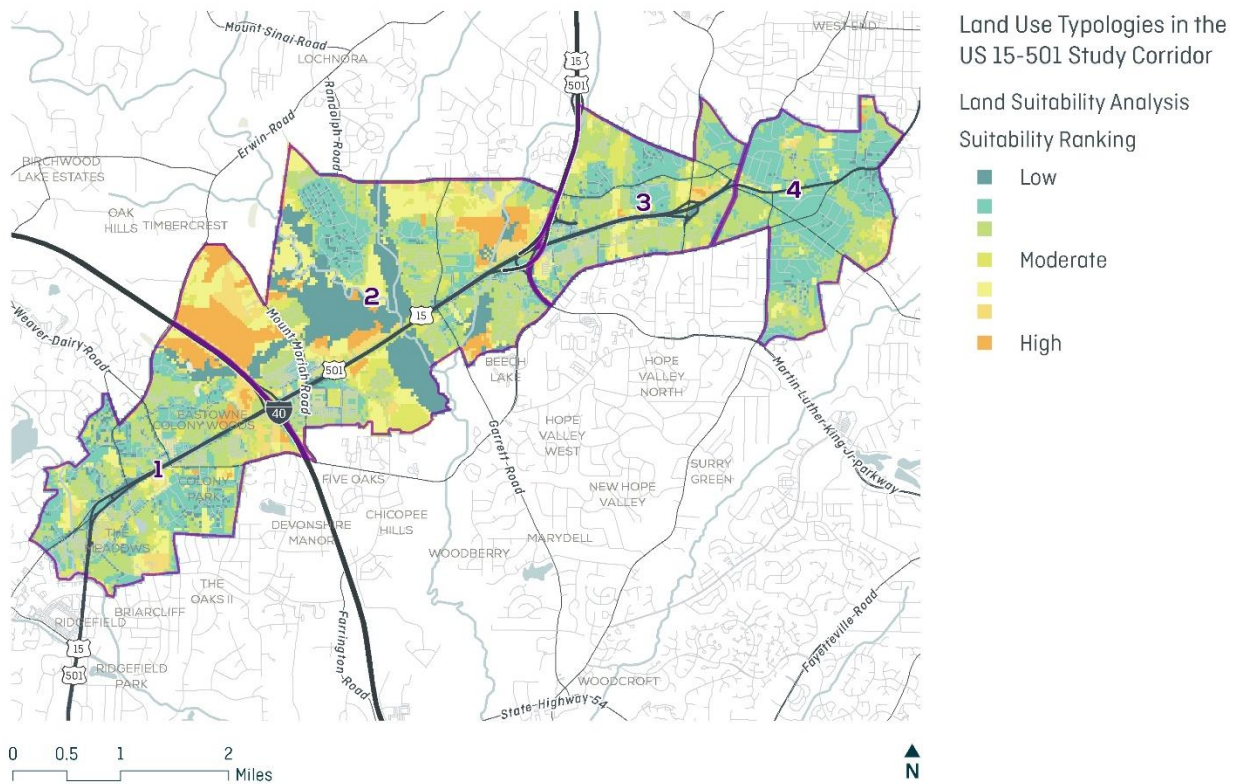 Land Use Typologies in the
US 15-501 Study Corridor
Land Suitability Analysis
Suitability Ranking
Low
Moderate
High
Mount-Sinai-Road
LOCHNORA
WEST-END
15
501
Randolph-Road
Erwin-Road
BIRCHWOOD
LAKE ESTATES
OAK
HILLS
TIMBERCREST
3
4
2
15
Weaver-Dairy-Road
Mount-Moriah-Road
501
BEECH
LAKE
HOPE
VALLEY
NORTH
Martin-Luther-King-Jr-parkway
40
EASTOWNE
COLONY WOODS
Garrett-Road
HOPE
VALLEY
WEST
1
COLONY
PARK
FIVE OAKS
SURRY
GREEN
NEW HOPE
VALLEY
CHICOPEE
HILLS
DEVONSHIRE
MANOR
THE
MEADOWS
MARYDELL
WOODBERRY
THE
OAKS II
BRIARCLIFF
RIDGEFIELD
Farrington-Road
Fayetteville-Road
15
501
RIDGEFIELD
PARK
WOODCROFT
State-Highway-54
0 0.5 1 2
Miles
N